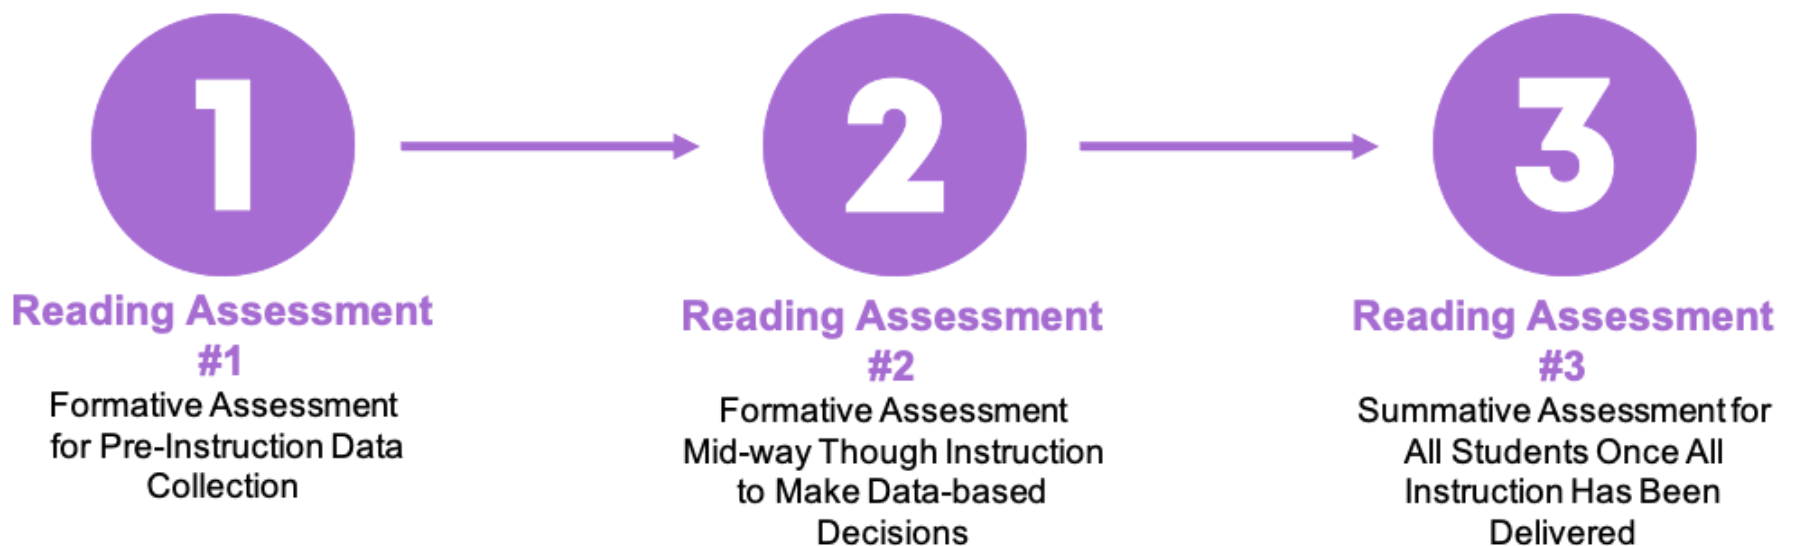 1
Reading Assessment
#1
Formative Assessment
for Pre-Instruction Data
Collection
2
Reading Assessment
#2
Formative Assessment
Mid-way Though Instruction
to Make Data-based
Decisions
3
Reading Assessment
#3
Summative Assessment for
All Students Once All
Instruction Has Been
Delivered